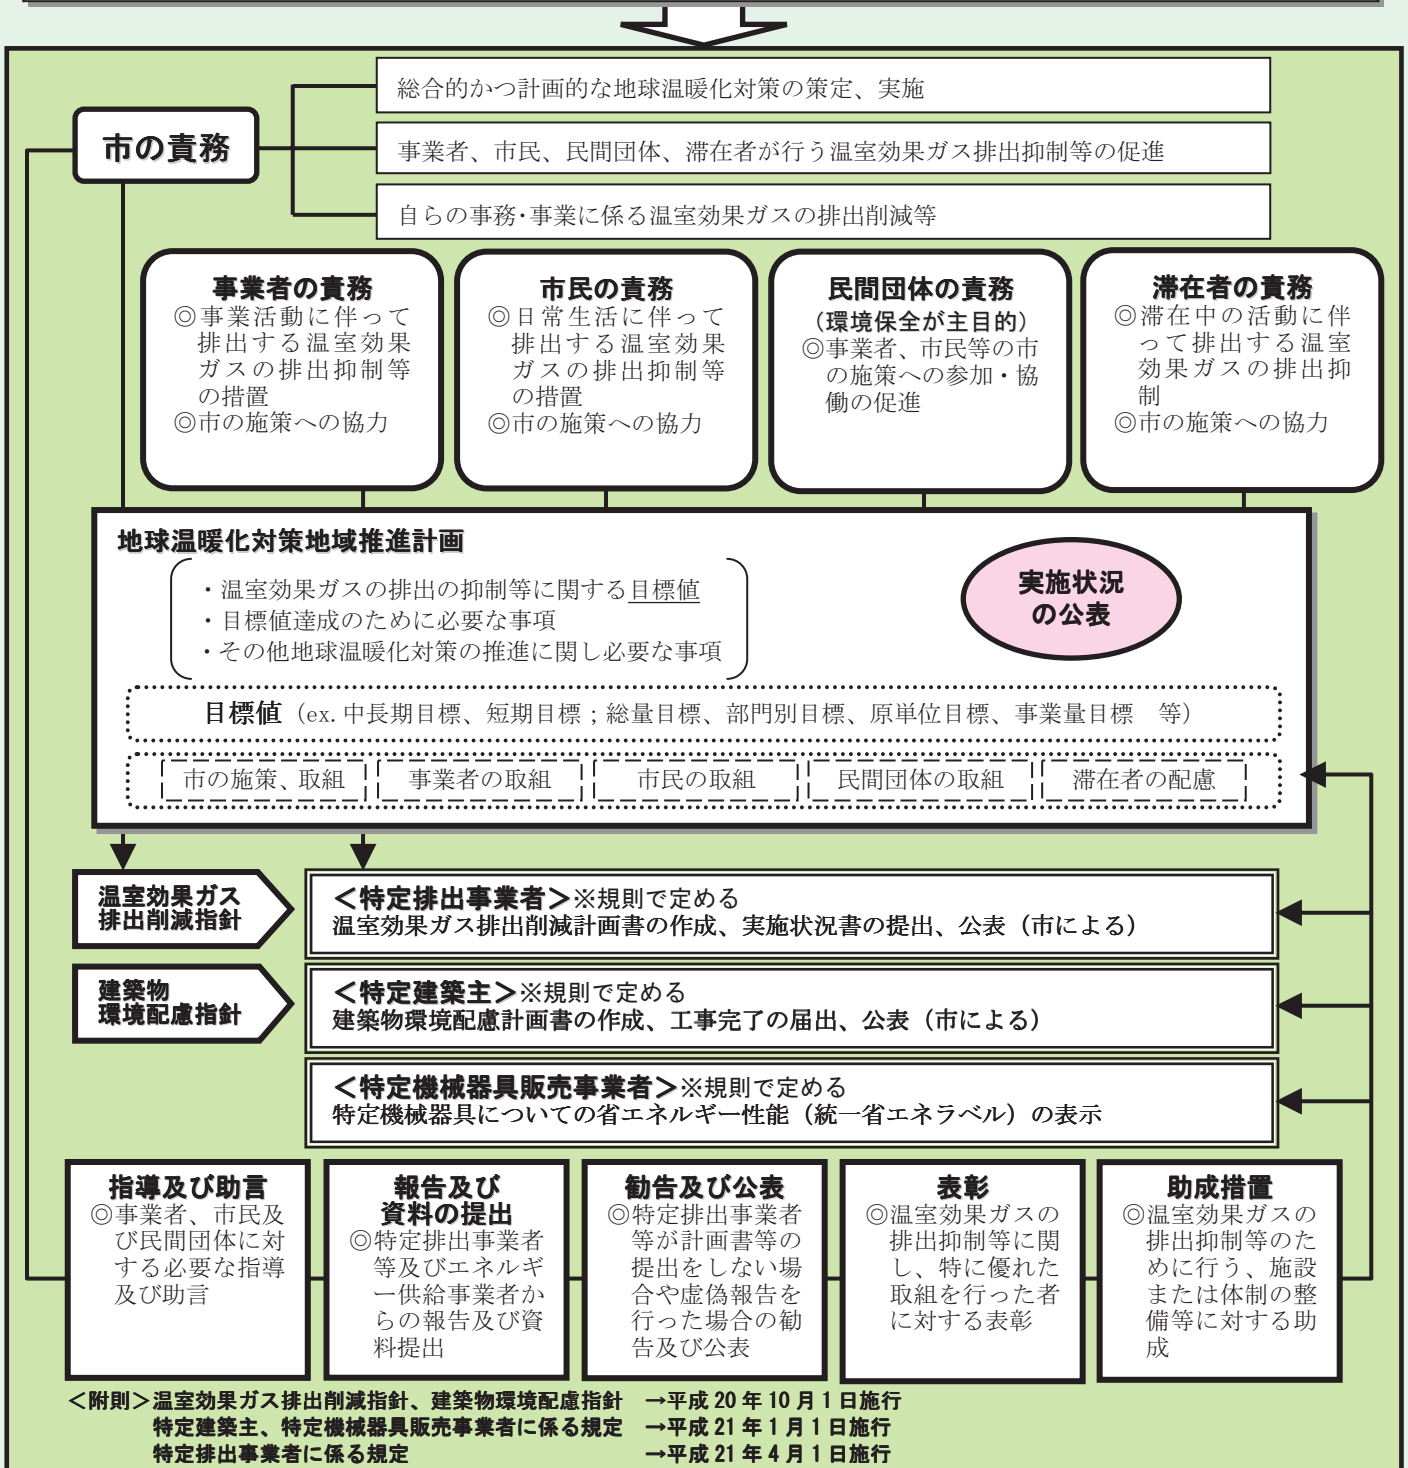 総合的かつ計画的な地球温暖化対策の策定、実施
市の責務
事業者、市民、民間団体、滞在者が行う温室効果ガス排出抑制等の促進
自らの事務・事業に係る温室効果ガスの排出削減等
事業者の責務
◎事業活動に伴って
排出する温室効果
ガスの排出抑制等
の措置
◎市の施策への協力
市民の責務
◎日常生活に伴って
排出する温室効果
ガスの排出抑制等
の措置
◎市の施策への協力
民間団体の責務
（環境保全が主目的）
◎事業者、市民等の市
の施策への参加・協
働の促進
滞在者の責務
◎滞在中の活動に伴
って排出する温室
効果ガスの排出抑
制
◎市の施策への協力
地球温暖化対策地域推進計画
・温室効果ガスの排出の抑制等に関する目標値
・目標値達成のために必要な事項
・その他地球温暖化対策の推進に関し必要な事項
実施状況
の公表
目標値（ex.中長期目標、短期目標；総量目標、部門別目標、原単位目標、事業量目標　等）
市の施策、取組
事業者の取組
市民の取組
民間団体の取組
滞在者の配慮
温室効果ガス
排出削減指針
＜特定排出事業者＞※規則で定める
温室効果ガス排出削減計画書の作成、実施状況書の提出、公表（市による）
建築物
環境配慮指針
＜特定建築主＞※規則で定める
建築物環境配慮計画書の作成、工事完了の届出、公表（市による）
＜特定機械器具販売事業者＞※規則で定める
特定機械器具についての省エネルギー性能（統一省エネラベル）の表示
指導及び助言
◎事業者、市民及
び民間団体に対
する必要な指導
及び助言
報告及び
資料の提出
◎特定排出事業者
等及びエネルギ
ー供給事業者か
らの報告及び資
料提出
勧告及び公表
◎特定排出事業者
等が計画書等の
提出をしない場
合や虚偽報告を
行った場合の勧
告及び公表
表彰
◎温室効果ガスの
排出抑制等に関
し、特に優れた
取組を行った者
に対する表彰
助成措置
◎温室効果ガスの
排出抑制等のた
めに行う、施設
または体制の整
備等に対する助
成
＜附則＞温室効果ガス排出削減指針、建築物環境配慮指針　→平成 20 年 10 月 1 日施行
特定建築主、特定機械器具販売事業者に係る規定　→平成 21 年 1 月 1 日施行
特定排出事業者に係る規定　→平成 21 年 4 月 1 日施行